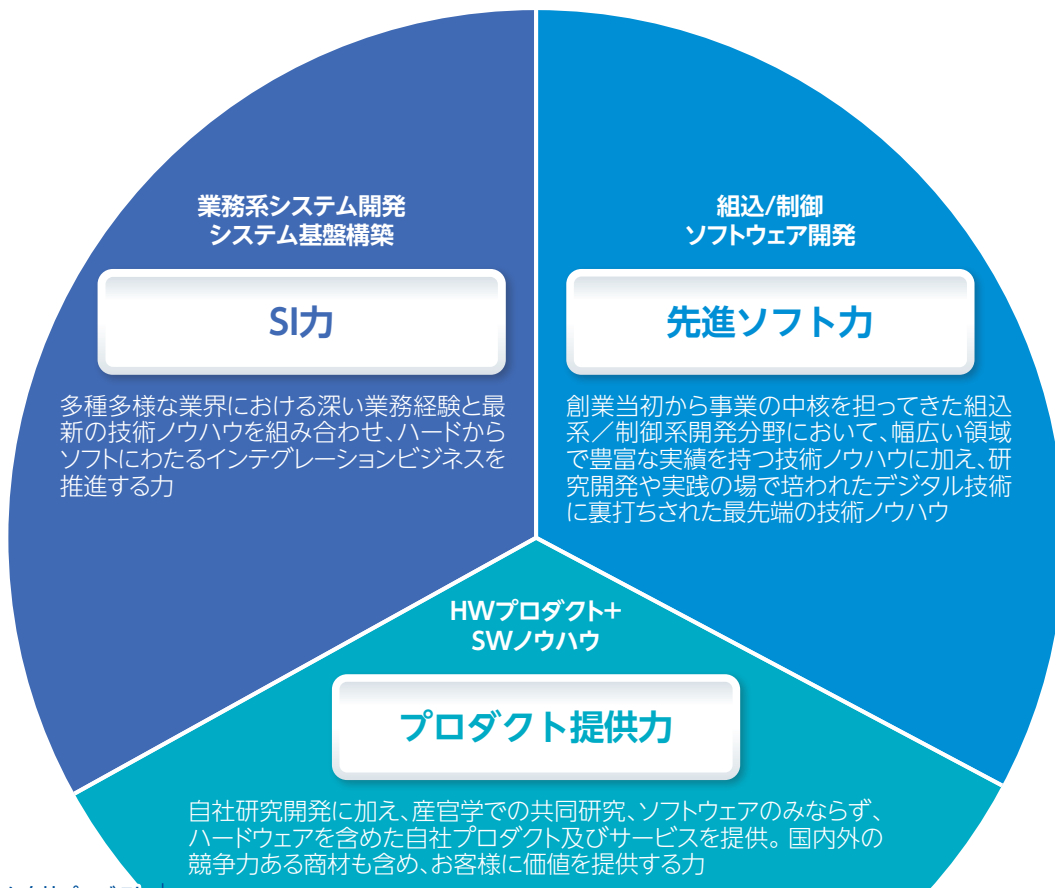 業務系システム開発
システム基盤構築
SI力
多種多様な業界における深い業務経験と最
新の技術ノウハウを組み合わせ、ハードから
ソフトにわたるインテグレーションビジネスを
推進する力
組込/制御
ソフトウェア開発
先進ソフト力
創業当初から事業の中核を担ってきた組込
系／制御系開発分野において、幅広い領域
で豊富な実績を持つ技術ノウハウに加え、研
究開発や実践の場で培われたデジタル技術
に裏打ちされた最先端の技術ノウハウ
HWプロダクト＋
SWノウハウ
プロダクト提供力
自社研究開発に加え、産官学での共同研究、ソフトウェアのみならず、
ハードウェアを含めた自社プロダクト及びサービスを提供。国内外の
競争力ある商材も含め、お客様に価値を提供する力